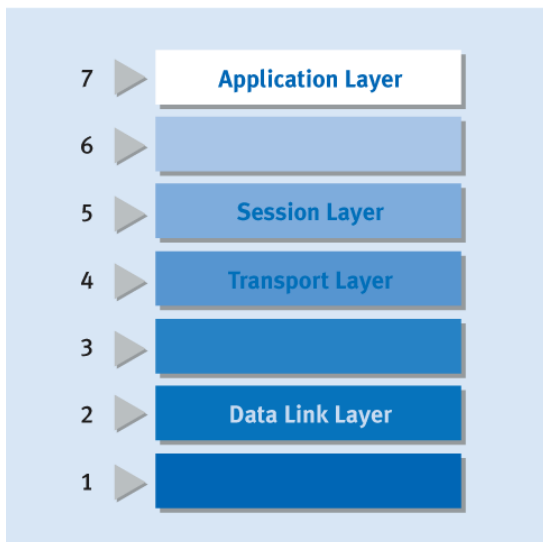 7 Application Layer
6
5 Session Layer
4 Transport Layer
3
2 Data Link Layer
1